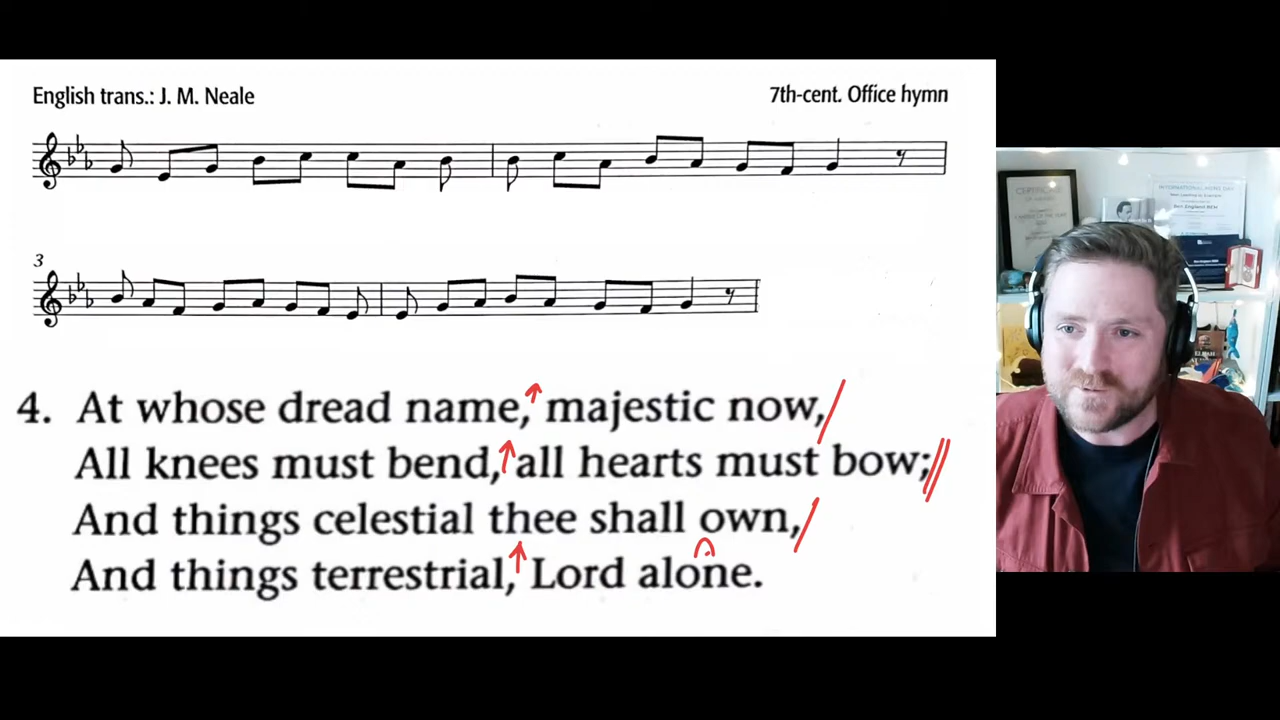 English trans.: J. M. Neale
7th-cent. Office hymn
3
4. At whose dread name, majestic now,
All knees must bend, all hearts must bow;
And things celestial thee shall own,
And things terrestrial, Lord alone.